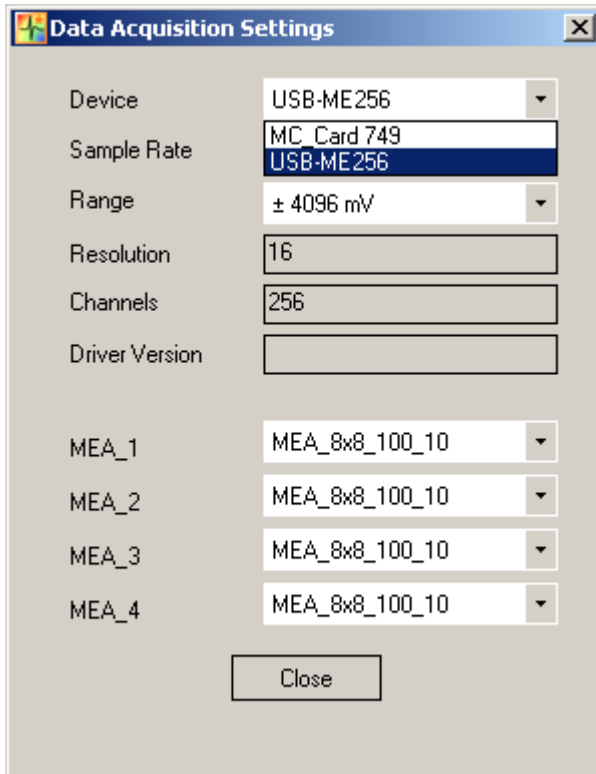 Data Acquisition Settings
Device USB-ME256
MC_Card 749
Sample Rate USB-ME256
Range ± 4096 mV
Resolution 16
Channels 256
Driver Version
MEA_1 MEA_8x8_100_10
MEA_2 MEA_8x8_100_10
MEA_3 MEA_8x8_100_10
MEA_4 MEA_8x8_100_10
Close